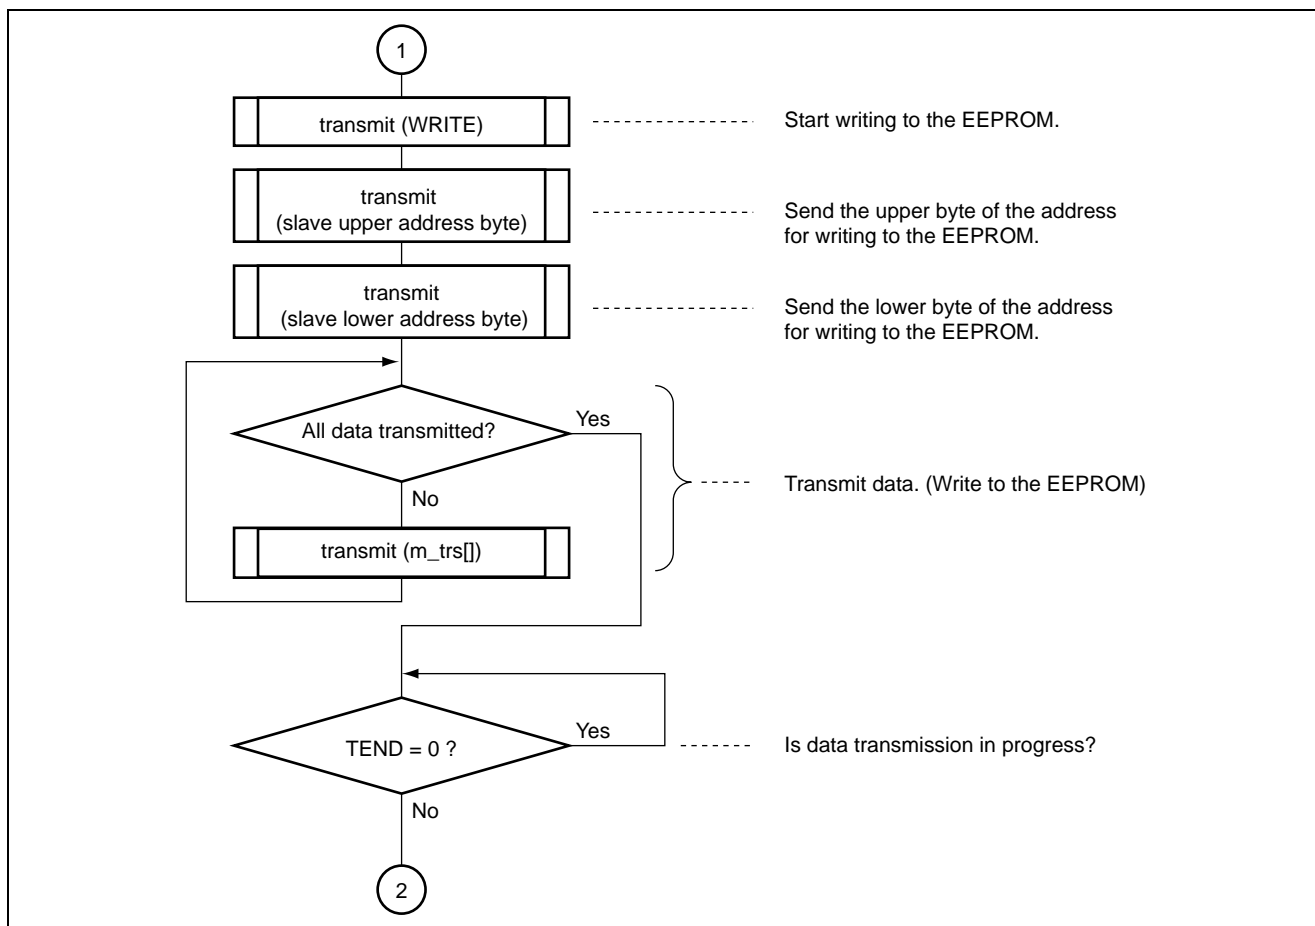 1
transmit (WRITE)
Start writing to the EEPROM.
transmit
(slave upper address byte)
Send the upper byte of the address
for writing to the EEPROM.
transmit
(slave lower address byte)
Send the lower byte of the address
for writing to the EEPROM.
All data transmitted?
Yes
No
Transmit data. (Write to the EEPROM)
transmit (m_trs[])
TEND = 0 ?
Yes
Is data transmission in progress?
No
2